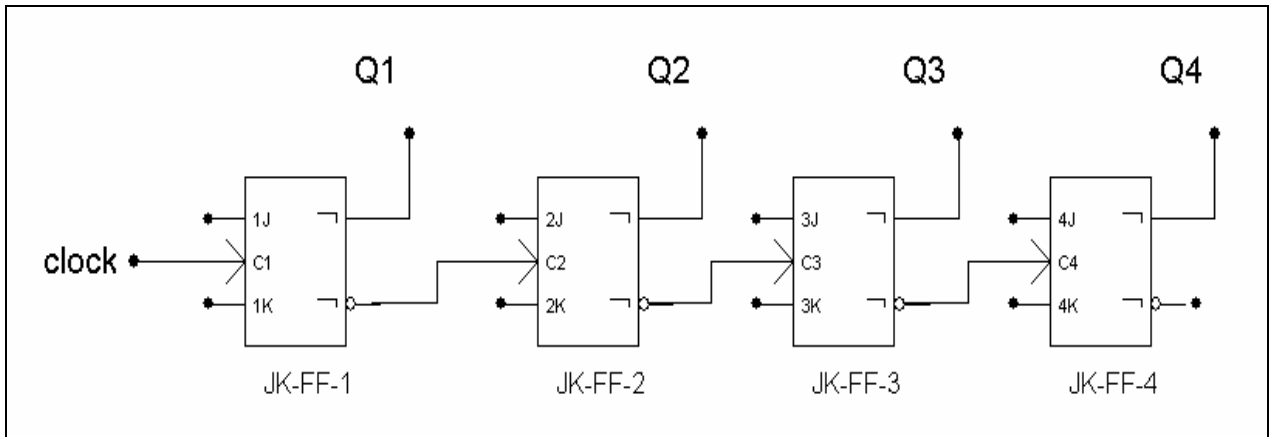 Q1 Q2 Q3 Q4
1J 2J 3J 4J
clock C1 C2 C3 C4
1K 2K 3K 4K
JK-FF-1 JK-FF-2 JK-FF-3 JK-FF-4